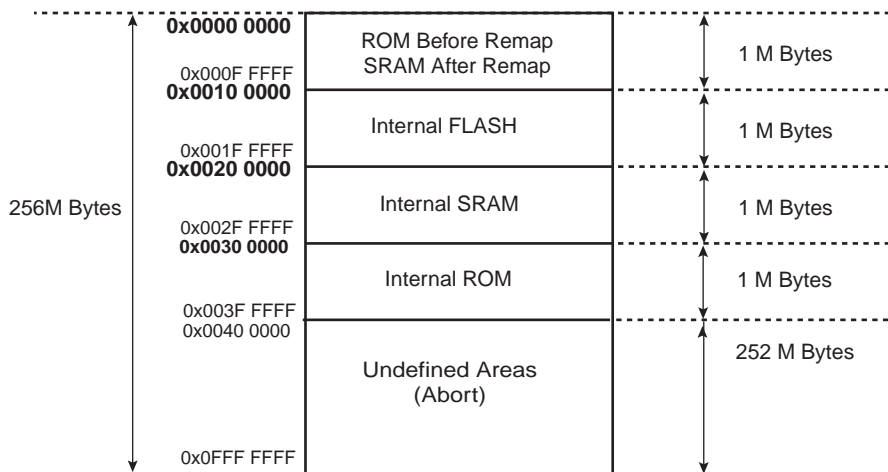 0x0000 0000
ROM Before Remap
SRAM After Remap
1 M Bytes
0x000F FFFF
0x0010 0000
Internal FLASH
1 M Bytes
0x001F FFFF
0x0020 0000
256M Bytes
Internal SRAM
1 M Bytes
0x002F FFFF
0x0030 0000
Internal ROM
1 M Bytes
0x003F FFFF
0x0040 0000
252 M Bytes
Undefined Areas
(Abort)
0x0FFF FFFF